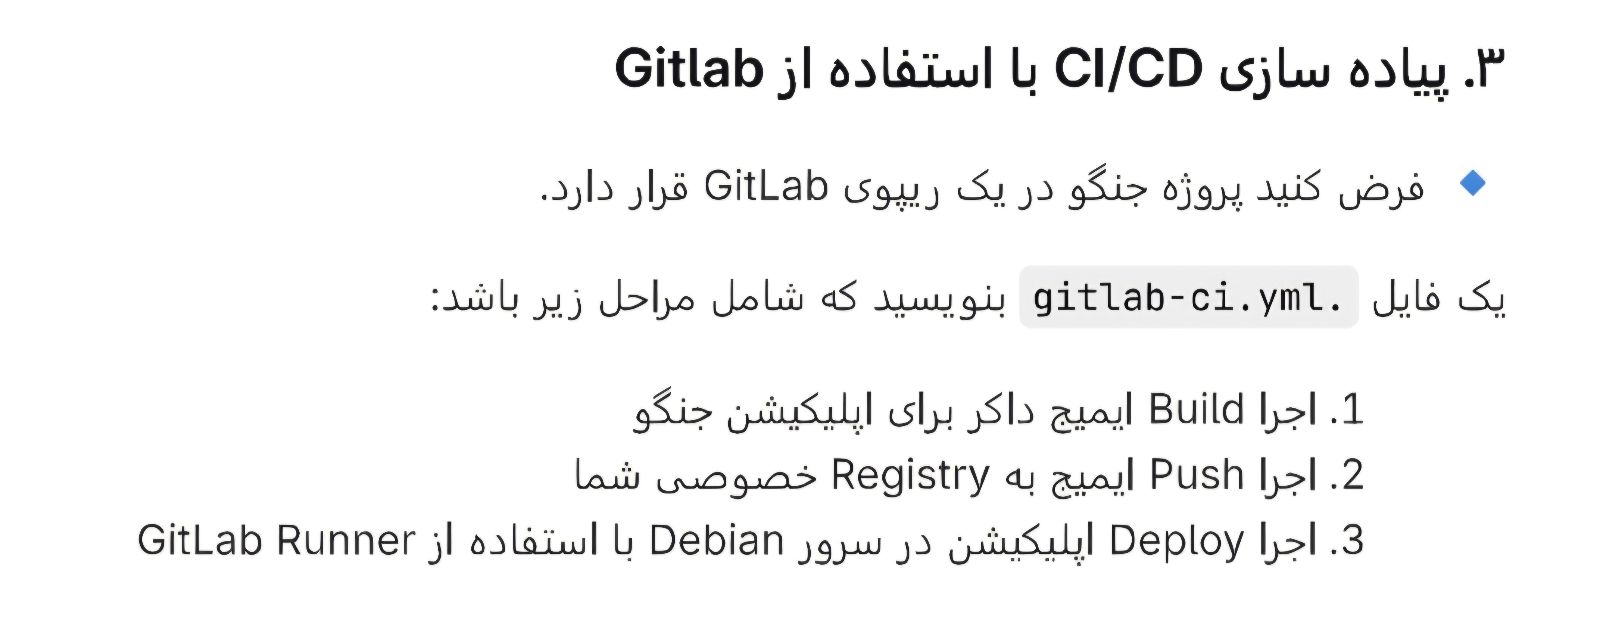 ۳. پیاده سازی CI/CD با استفاده از Gitlab
فرض کنید پروژه جنگو در یک ریپوی GitLab قرار دارد.
یک فایل .gitlab-ci.yml بنویسید که شامل مراحل زیر باشد:
1. اجرا Build ایمیج داکر برای اپلیکیشن جنگو
2. اجرا Push ایمیج به Registry خصوصی شما
3. اجرا Deploy اپلیکیشن در سرور Debian با استفاده از GitLab Runner